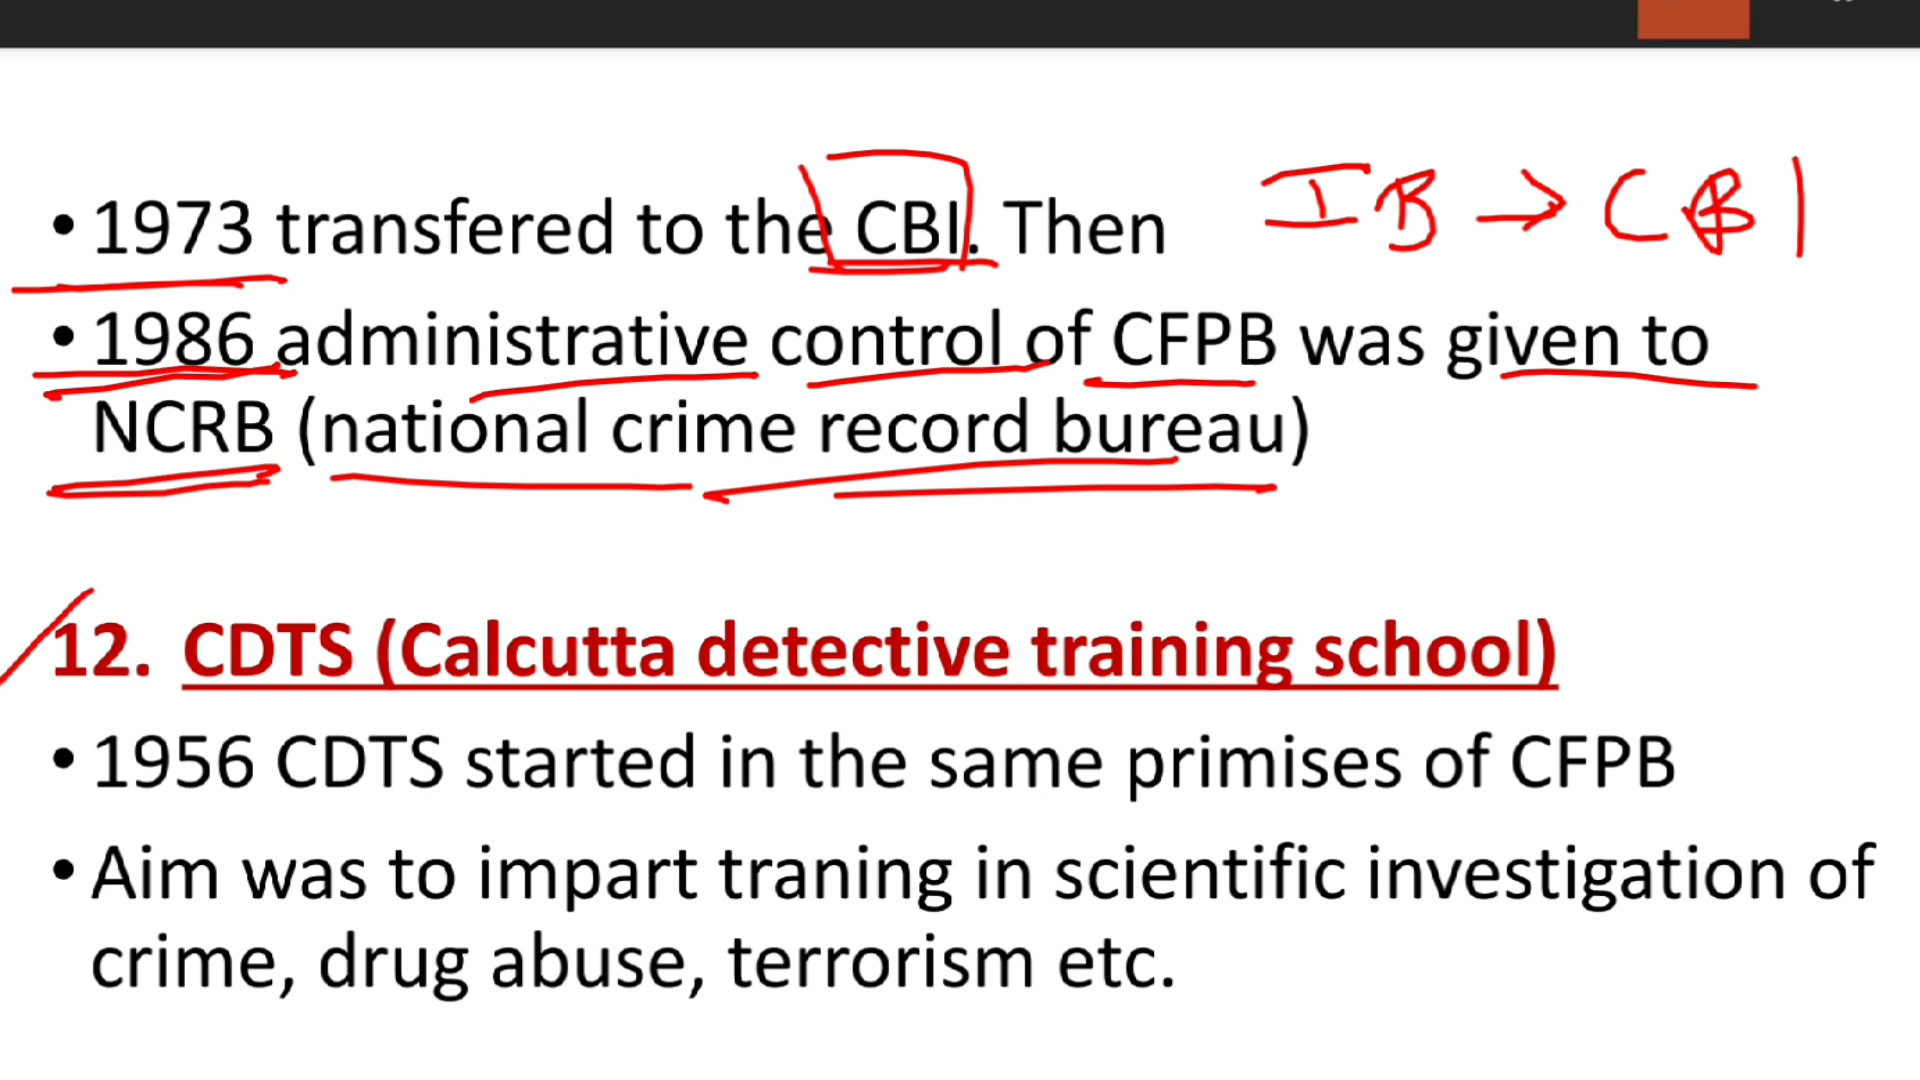 • 1973 transfered to the CBI. Then IB → CBI
• 1986 administrative control of CFPB was given to
NCRB (national crime record bureau)
12. CDTS (Calcutta detective training school)
• 1956 CDTS started in the same primises of CFPB
• Aim was to impart traning in scientific investigation of
crime, drug abuse, terrorism etc.